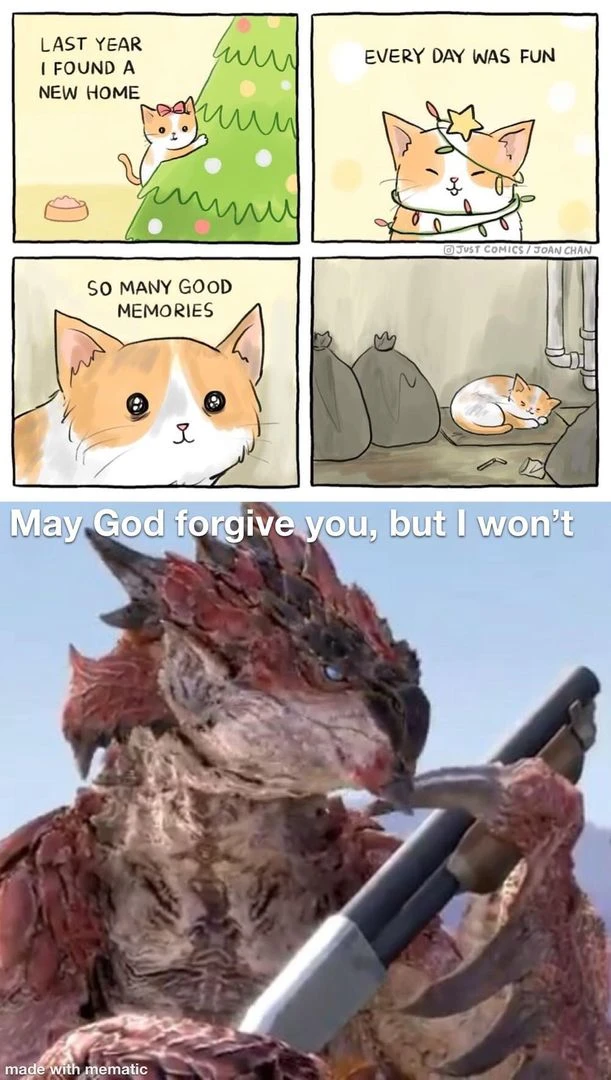 LAST YEAR
I FOUND A
NEW HOME
EVERY DAY WAS FUN
@JUST COMICS / JOAN CHAN
SO MANY GOOD
MEMORIES
May God forgive you, but I won't
made with mematic